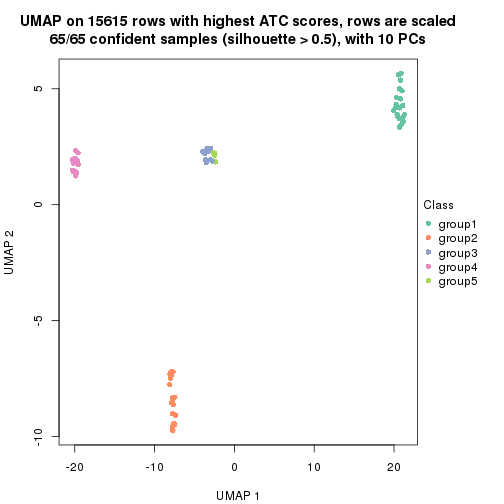 UMAP on 15615 rows with highest ATC scores, rows are scaled
65/65 confident samples (silhouette > 0.5), with 10 PCs
5
0
-5
-10
UMAP 2
-20
-10
0
10
20
UMAP 1
Class
group1
group2
group3
group4
group5